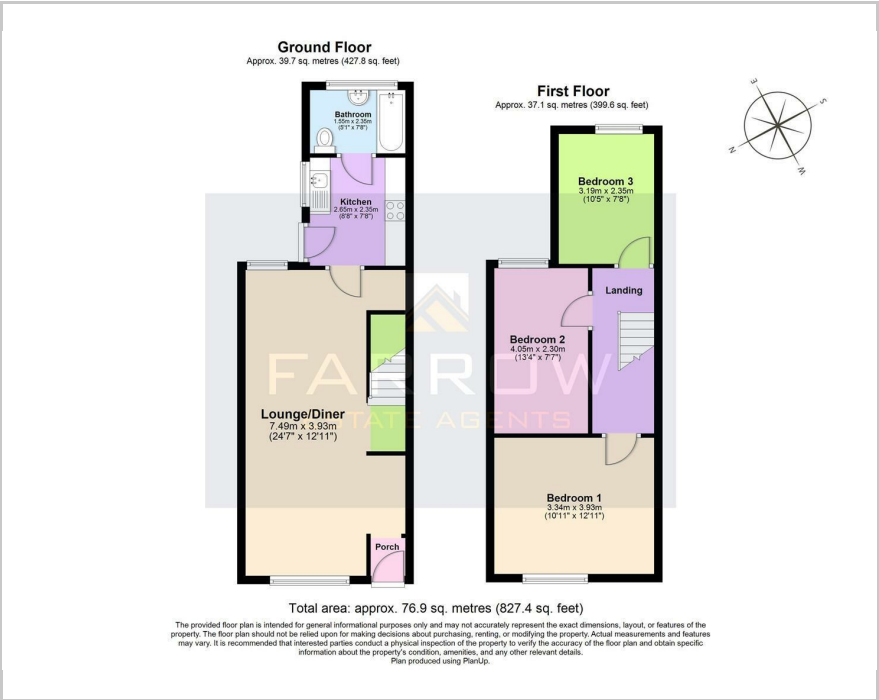 Ground Floor
Approx. 39.7 sq. metres (427.8 sq. feet)
Bathroom
1.55m x 2.35m
(5'1" x 7'8")
Kitchen
2.65m x 2.35m
(8'8" x 7'8")
Lounge/Diner
7.49m x 3.93m
(24'7" x 12'11")
Porch
First Floor
Approx. 37.1 sq. metres (399.6 sq. feet)
Bedroom 3
3.19m x 2.35m
(10'5" x 7'8")
Landing
Bedroom 2
4.05m x 2.30m
(13'4" x 7'7")
Bedroom 1
3.34m x 3.93m
(10'11" x 12'11")
E
S
N
W
FARROW
ESTATE AGENTS
Total area: approx. 76.9 sq. metres (827.4 sq. feet)
The provided floor plan is intended for general informational purposes only and may not accurately represent the exact dimensions, layout, or features of the
property. The floor plan should not be relied upon for making decisions about purchasing, renting, or modifying the property. Actual measurements and features
may vary. It is recommended that interested parties conduct a physical inspection of the property to verify the accuracy of the floor plan and obtain specific
information about the property's condition, amenities, and any other relevant details.
Plan produced using PlanUp.